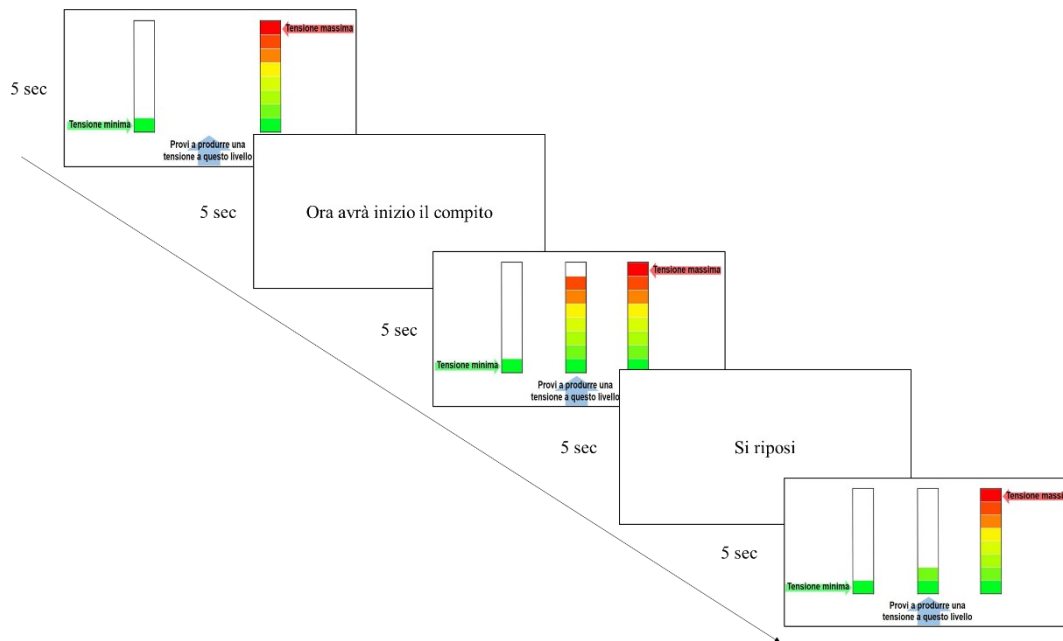 5 sec
Tensione massima
Tensione minima
Provi a produrre una
tensione a questo livello
5 sec
Ora avrà inizio il compito
5 sec
Tensione massima
Tensione minima
Provi a produrre una
tensione a questo livello
5 sec
Si riposi
5 sec
Tensione massi
Tensione minima
Provi a produrre una
tensione a questo livello